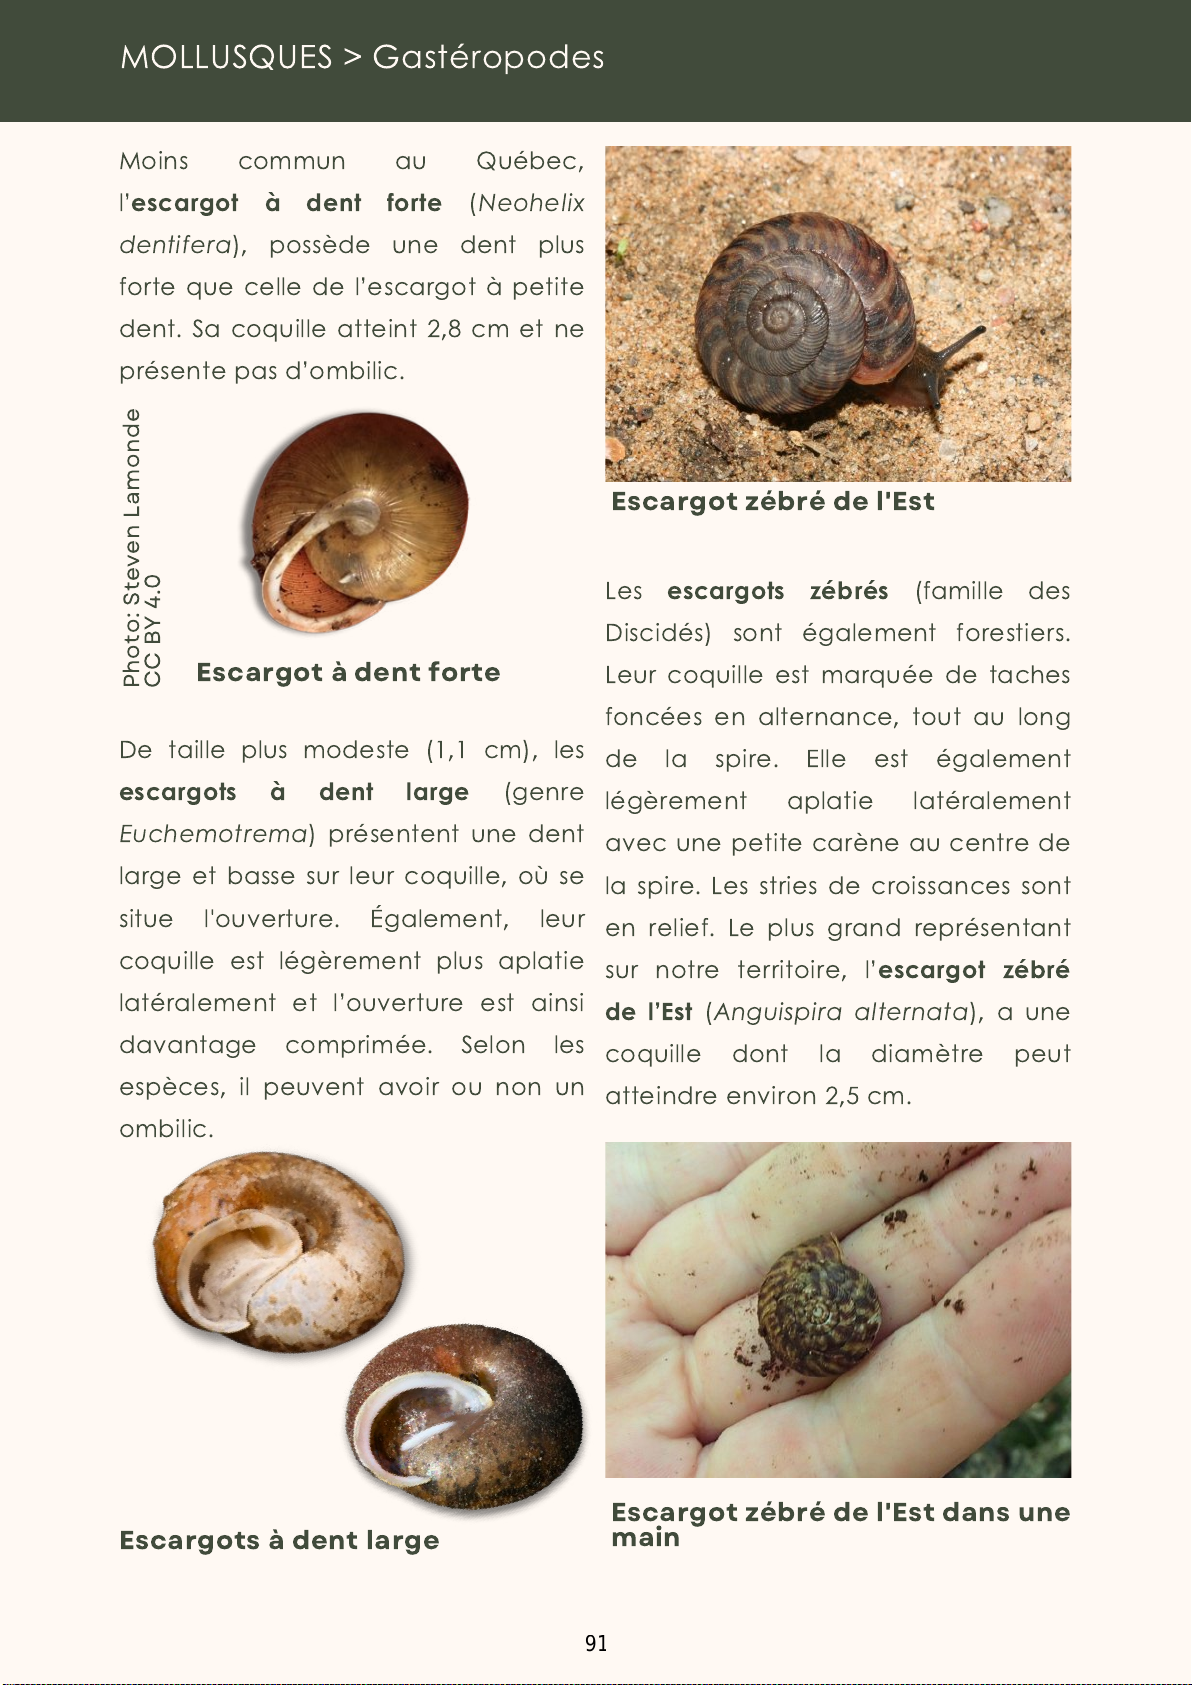 MOLLUSQUES > Gastéropodes
Moins commun au Québec,
l’escargot à dent forte (Neohelix
dentifera), possède une dent plus
forte que celle de l’escargot à petite
dent. Sa coquille atteint 2,8 cm et ne
présente pas d’ombilic.
Photo: Steven Lamonde
CC BY 4.0
Escargot à dent forte
De taille plus modeste (1,1 cm), les
escargots à dent large (genre
Euchemotrema) présentent une dent
large et basse sur leur coquille, où se
situe l'ouverture. Également, leur
coquille est légèrement plus aplatie
latéralement et l’ouverture est ainsi
davantage comprimée. Selon les
espèces, il peuvent avoir ou non un
ombilic.
Escargots à dent large
Escargot zébré de l'Est
Les escargots zébrés (famille des
Discidés) sont également forestiers.
Leur coquille est marquée de taches
foncées en alternance, tout au long
de la spire. Elle est également
légèrement aplatie latéralement
avec une petite carène au centre de
la spire. Les stries de croissances sont
en relief. Le plus grand représentant
sur notre territoire, l’escargot zébré
de l’Est (Anguispira alternata), a une
coquille dont la diamètre peut
atteindre environ 2,5 cm.
Escargot zébré de l'Est dans une
main
91